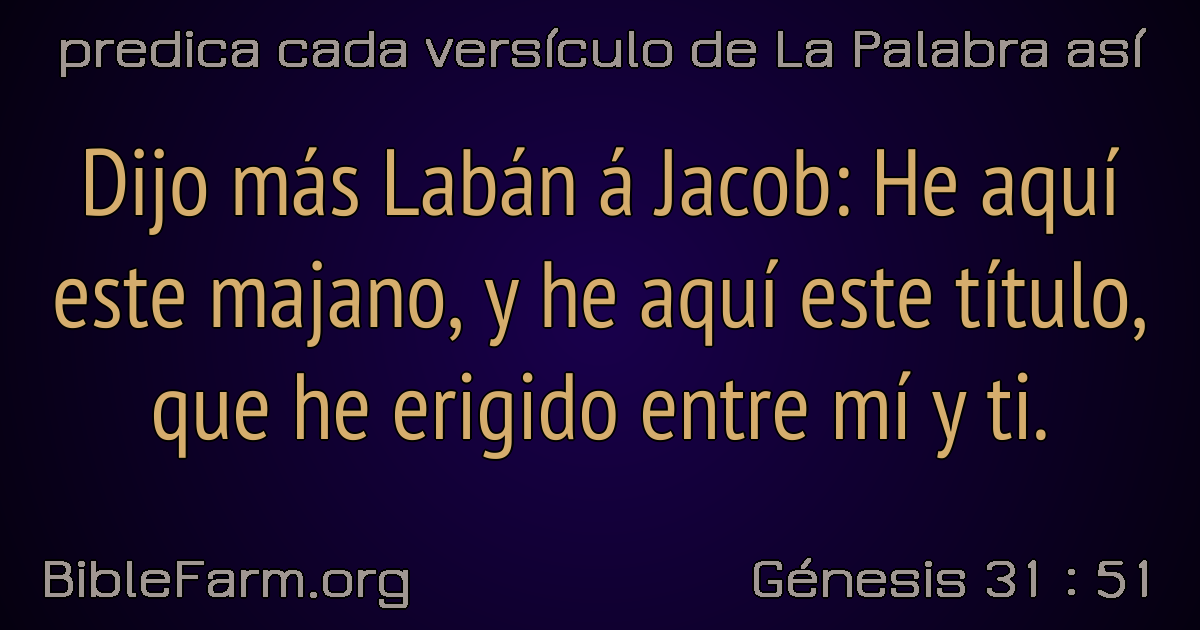 predica cada versículo de La Palabra así
Dijo más Labán á Jacob: He aquí
este majano, y he aquí este título,
que he erigido entre mí y ti.
BibleFarm.org
Génesis 31 : 51